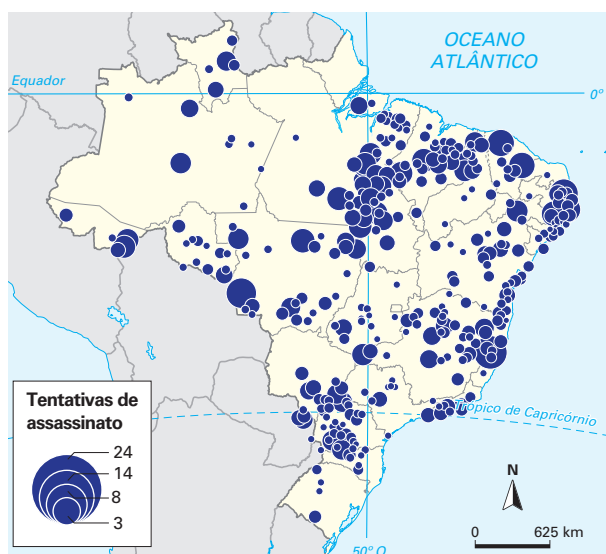 OCEANO
ATLÂNTICO
Equador
0°
Trópico de Capricórnio
Tentativas de
assassinato
24
14
8
3
N
0
625 km
50° O